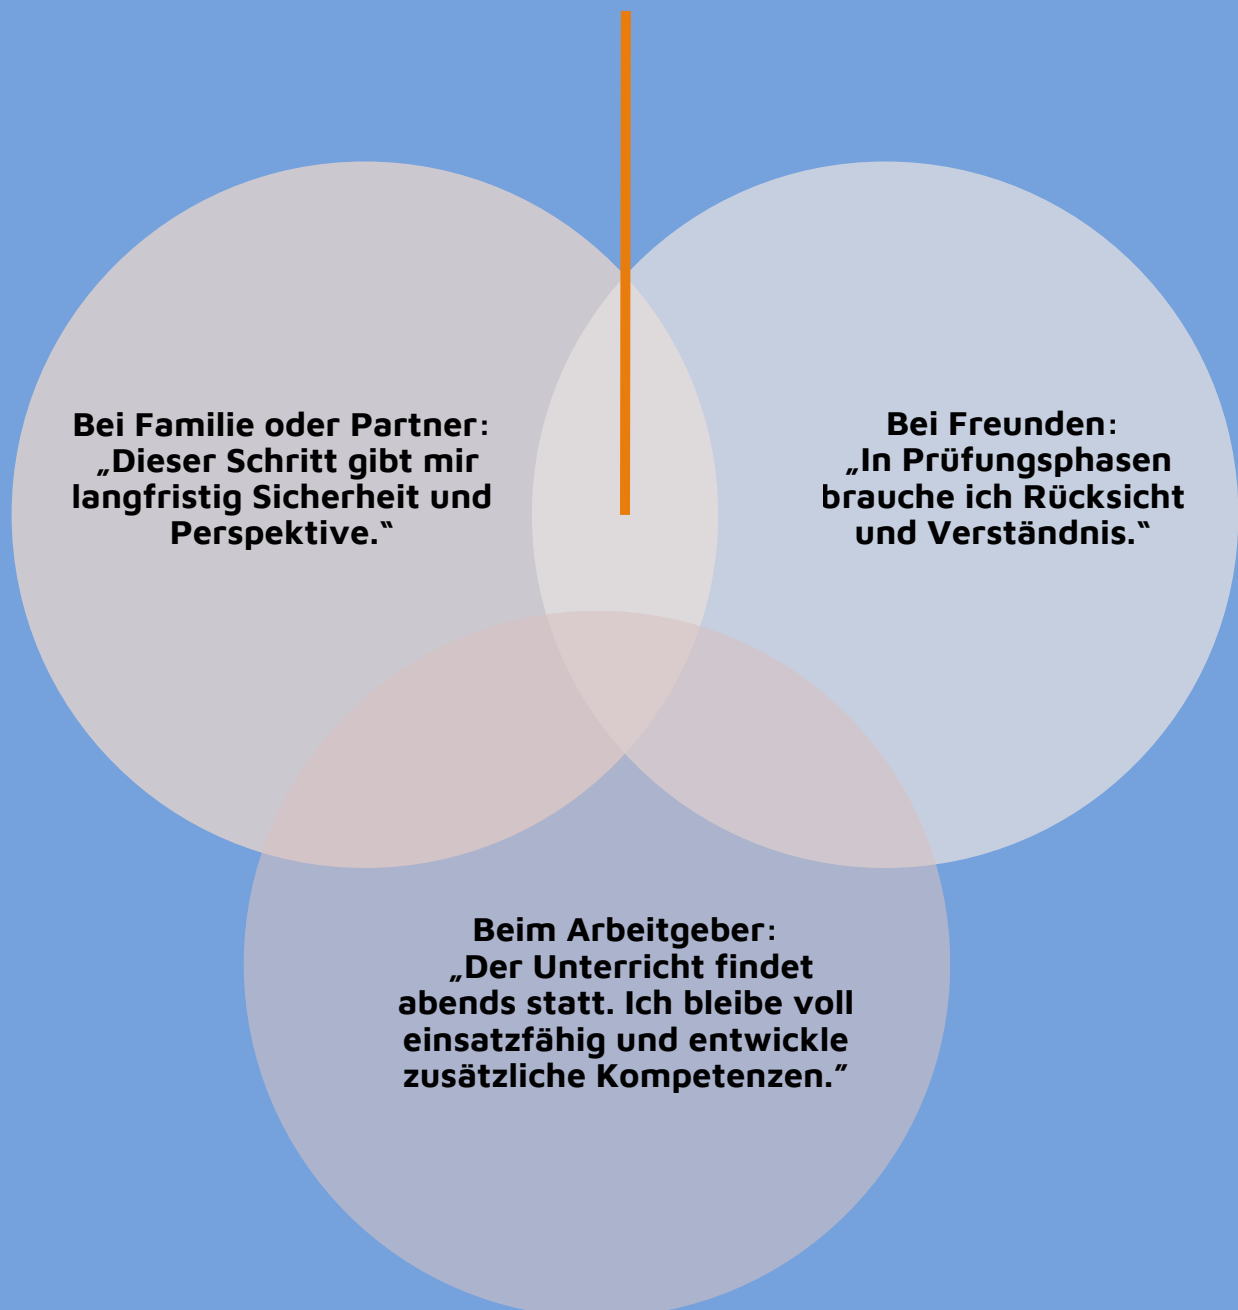 Bei Familie oder Partner:
„Dieser Schritt gibt mir
langfristig Sicherheit und
Perspektive.“
Bei Freunden:
„In Prüfungsphasen
brauche ich Rücksicht
und Verständnis.“
Beim Arbeitgeber:
„Der Unterricht findet
abends statt. Ich bleibe voll
einsatzfähig und entwickle
zusätzliche Kompetenzen.”